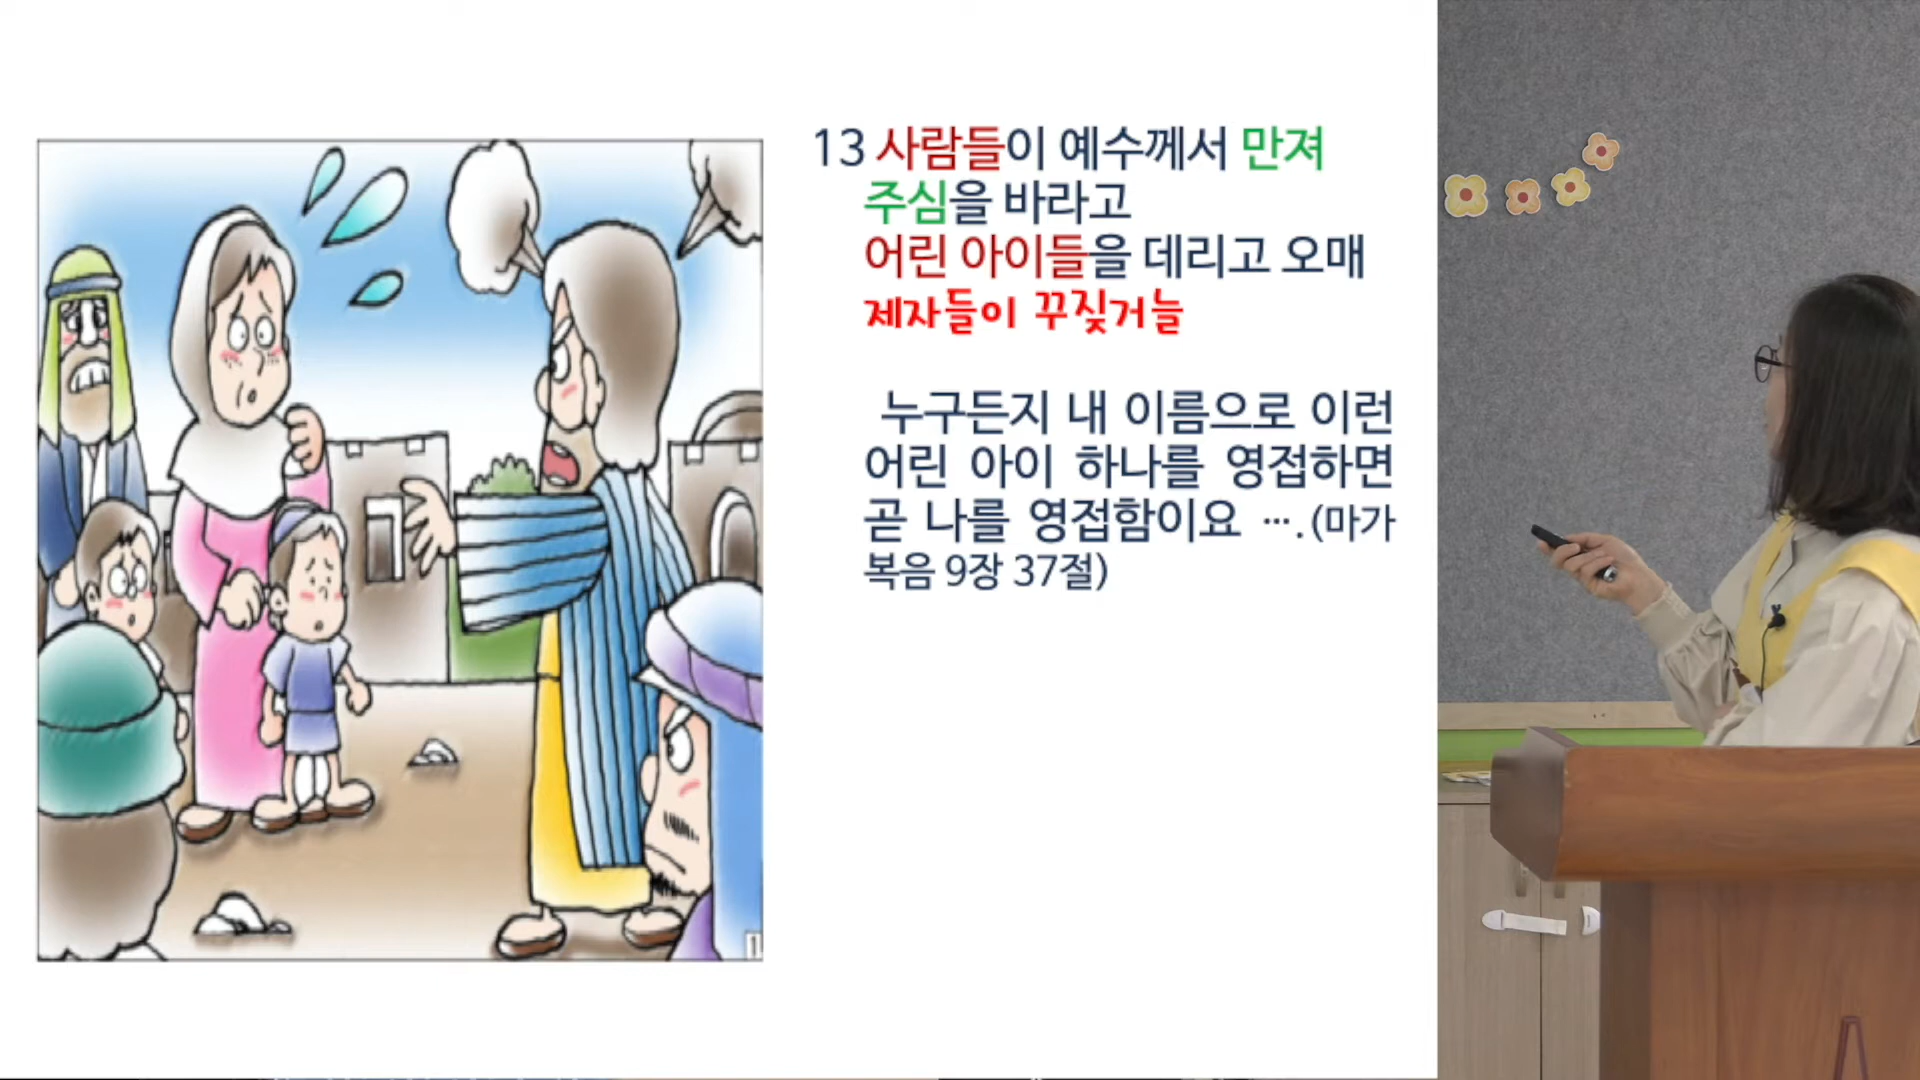 13 사람들이 예수께서 만져
주심을 바라고
어린 아이들을 데리고 오매
제자들이 꾸짖거늘
누구든지 내 이름으로 이런
어린 아이 하나를 영접하면
곧 나를 영접함이요 ….(마가
복음 9장 37절)